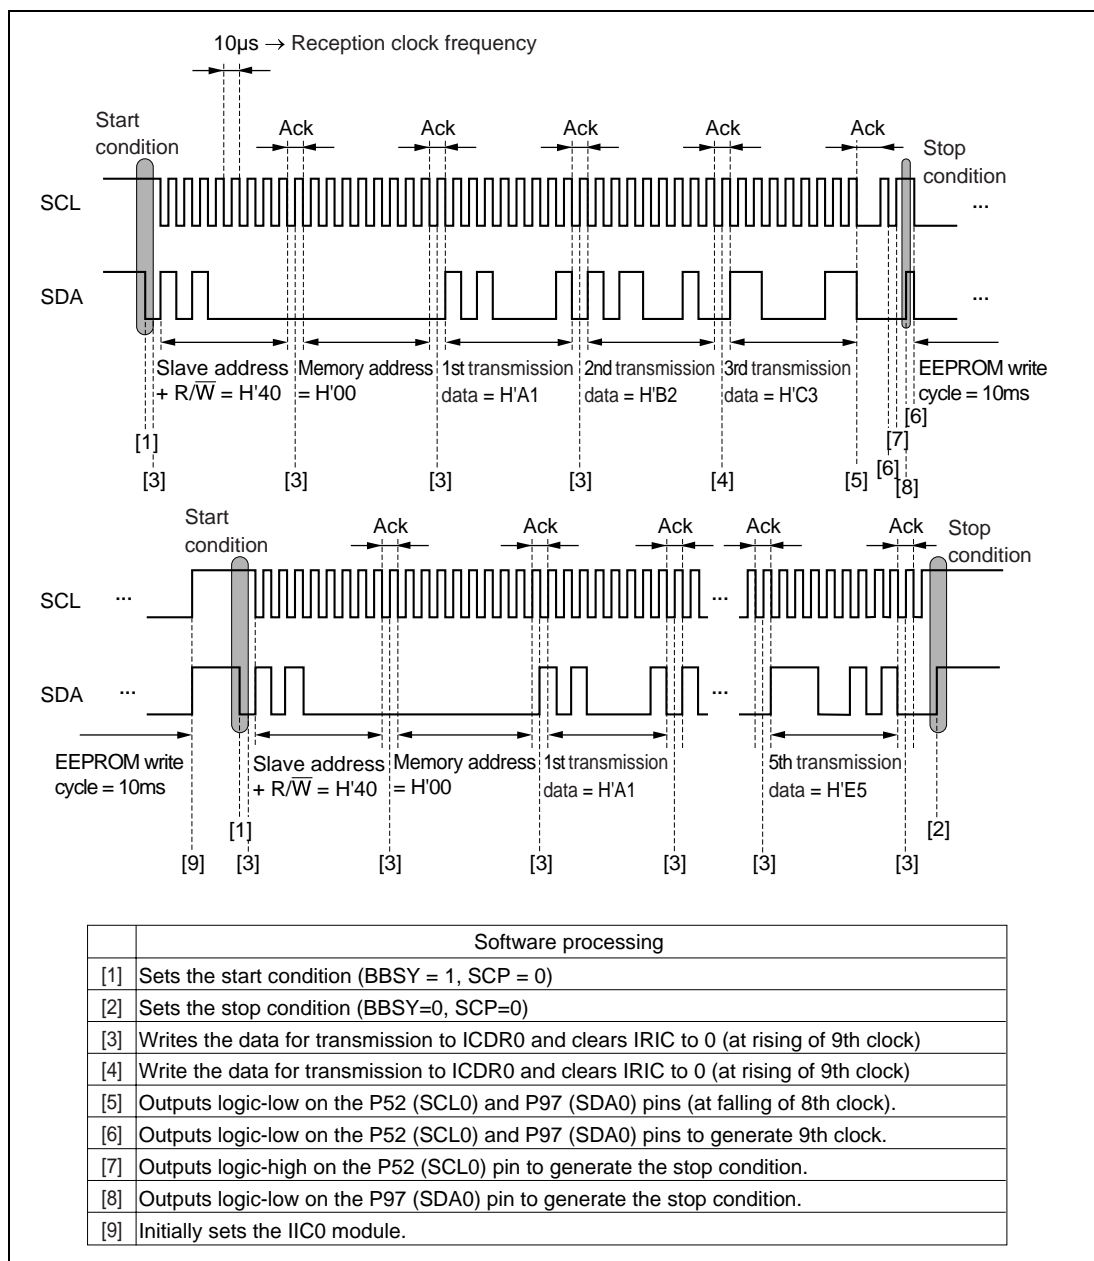 10µs → Reception clock frequency
Start
condition
Ack Ack Ack Ack Ack
Stop
condition
SCL
...
SDA
...
Slave address
+ R/W̅ = H'40
Memory address
= H'00
1st transmission
data = H'A1
2nd transmission
data = H'B2
3rd transmission
data = H'C3
EEPROM write
cycle = 10ms
[1]
[3] [3] [3] [3] [4] [5] [6] [7] [8] [6]
Start
condition
Ack Ack Ack Ack Ack
Stop
condition
SCL ... ...
SDA ... ...
EEPROM write
cycle = 10ms
Slave address
+ R/W̅ = H'40
Memory address
= H'00
1st transmission
data = H'A1
5th transmission
data = H'E5
[1] [2]
[9] [3] [3] [3] [3] [3] [3]
Software processing
[1] Sets the start condition (BBSY = 1, SCP = 0)
[2] Sets the stop condition (BBSY=0, SCP=0)
[3] Writes the data for transmission to ICDR0 and clears IRIC to 0 (at rising of 9th clock)
[4] Write the data for transmission to ICDR0 and clears IRIC to 0 (at rising of 9th clock)
[5] Outputs logic-low on the P52 (SCL0) and P97 (SDA0) pins (at falling of 8th clock).
[6] Outputs logic-low on the P52 (SCL0) and P97 (SDA0) pins to generate 9th clock.
[7] Outputs logic-high on the P52 (SCL0) pin to generate the stop condition.
[8] Outputs logic-low on the P97 (SDA0) pin to generate the stop condition.
[9] Initially sets the IIC0 module.